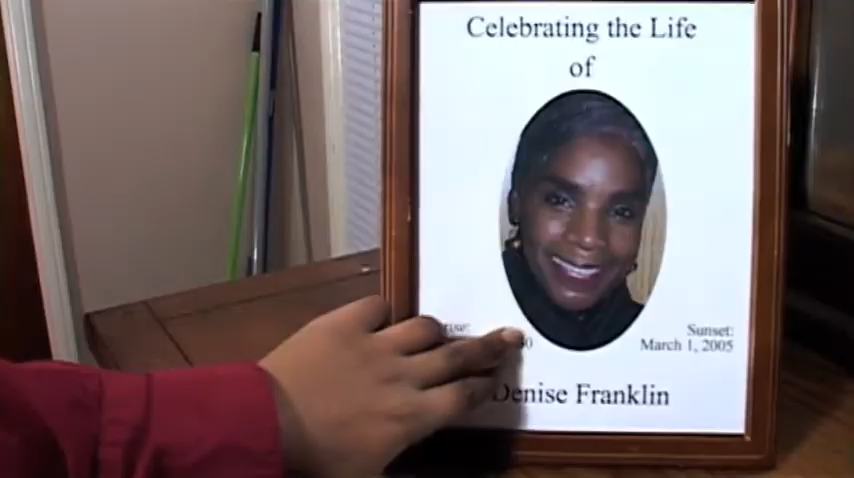 Celebrating the Life
of
Sunset:
March 1, 2005
Denise Franklin